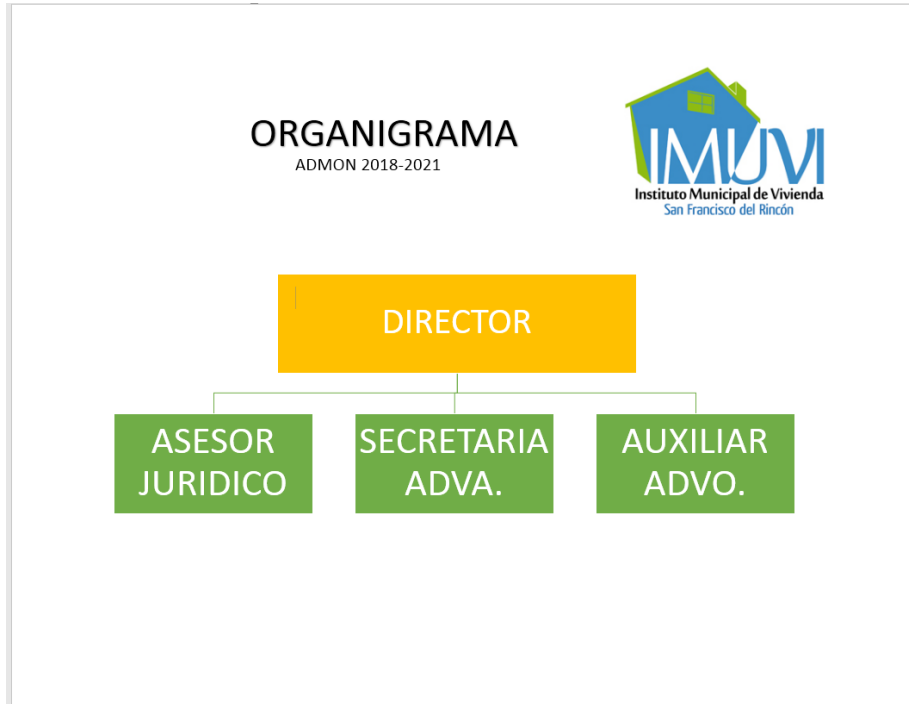 ORGANIGRAMA
ADMON 2018-2021
IMUVI
Instituto Municipal de Vivienda
San Francisco del Rincón
DIRECTOR
ASESOR
JURIDICO
SECRETARIA
ADVA.
AUXILIAR
ADVO.